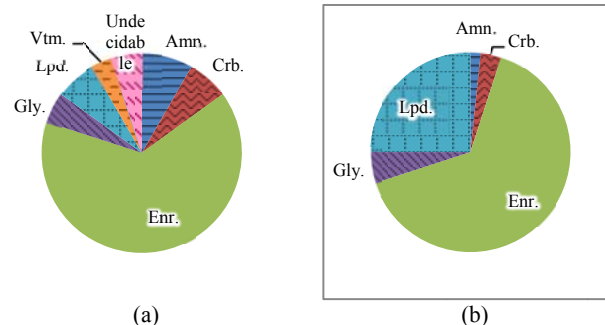 Unde
cidab
le
Vtm.
Amn.
Lpd.
Crb.
Gly.
Enr.
(a)
Amn.
Crb.
Lpd.
Gly.
Enr.
(b)